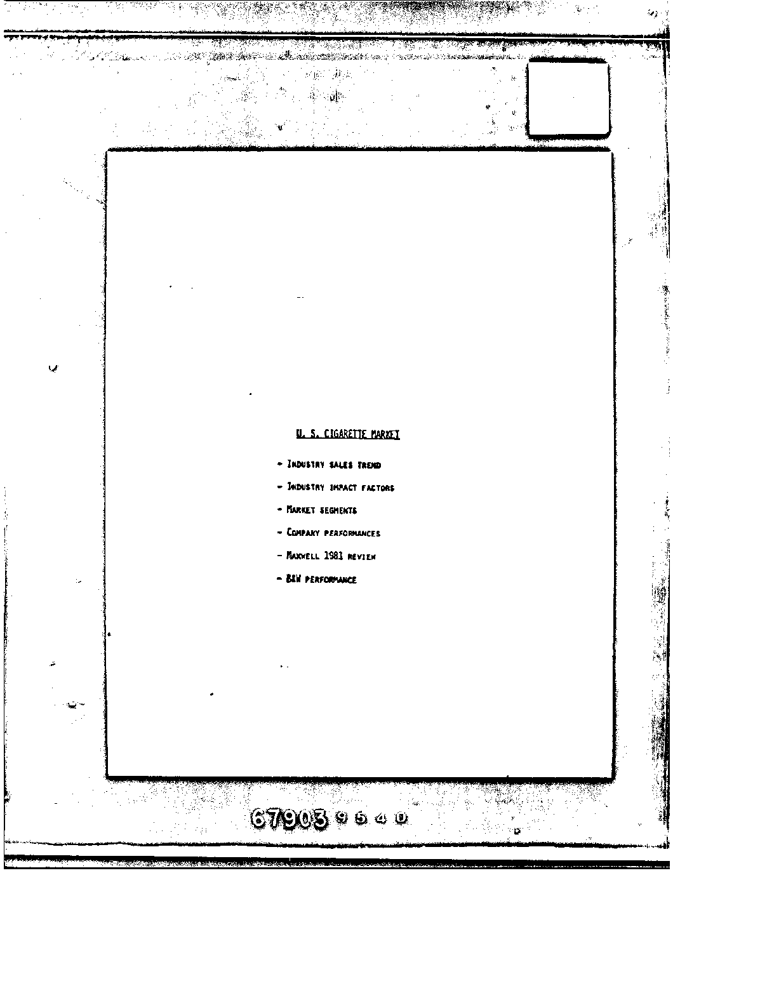 U. S. CIGARETTE MARKET
- INDUSTRY SALES TREND
- INDUSTRY IMPACT FACTORS
- MARKET SEGMENTS
- COMPANY PERFORMANCES
- MAXWELL 1981 REVIEW
- B&W PERFORMANCE
679039540